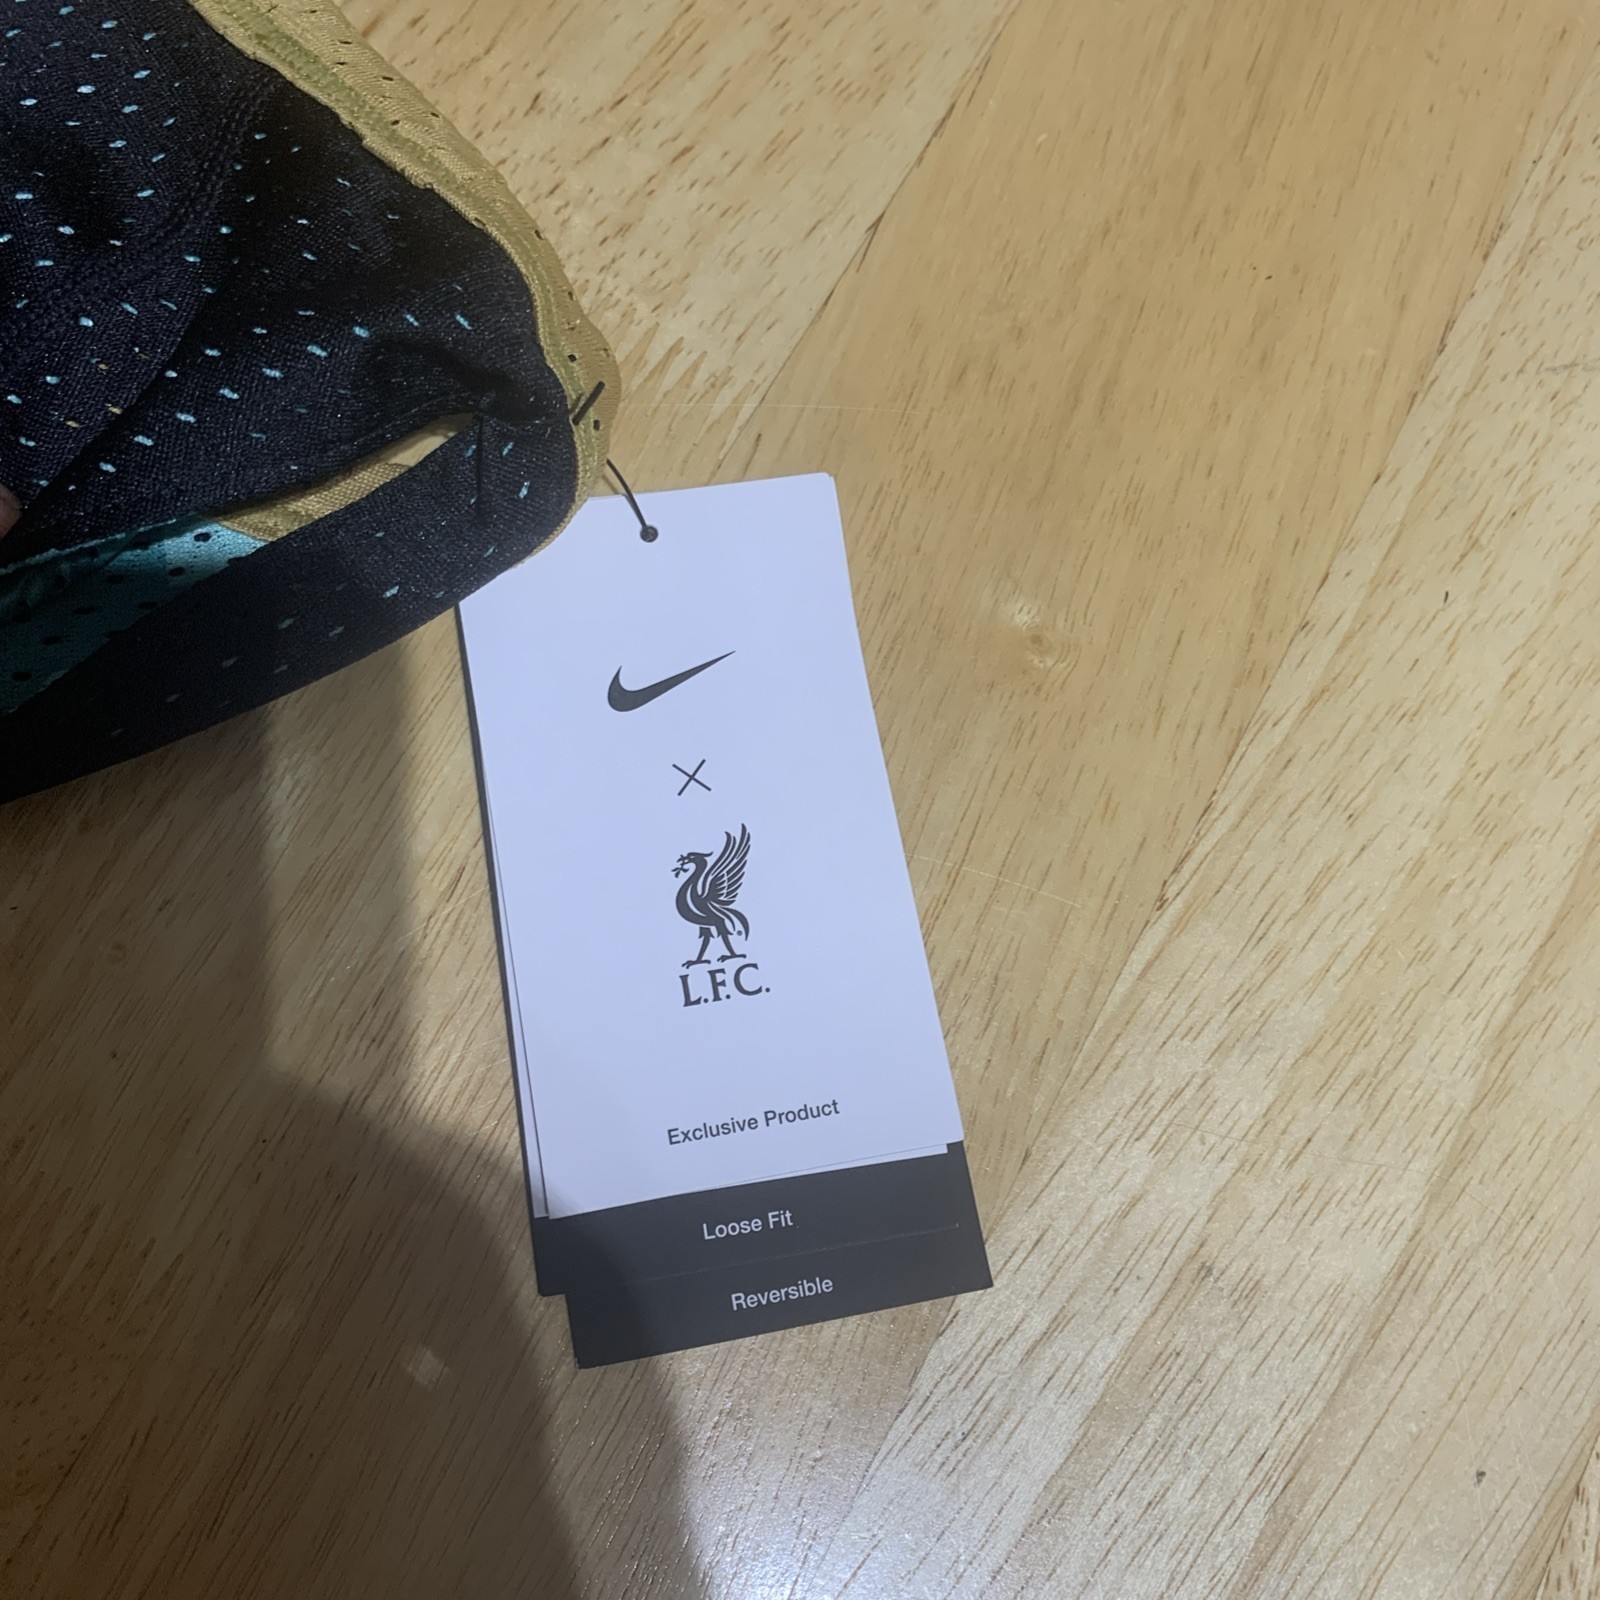 ×
L.F.C.
Exclusive Product
Loose Fit
Reversible